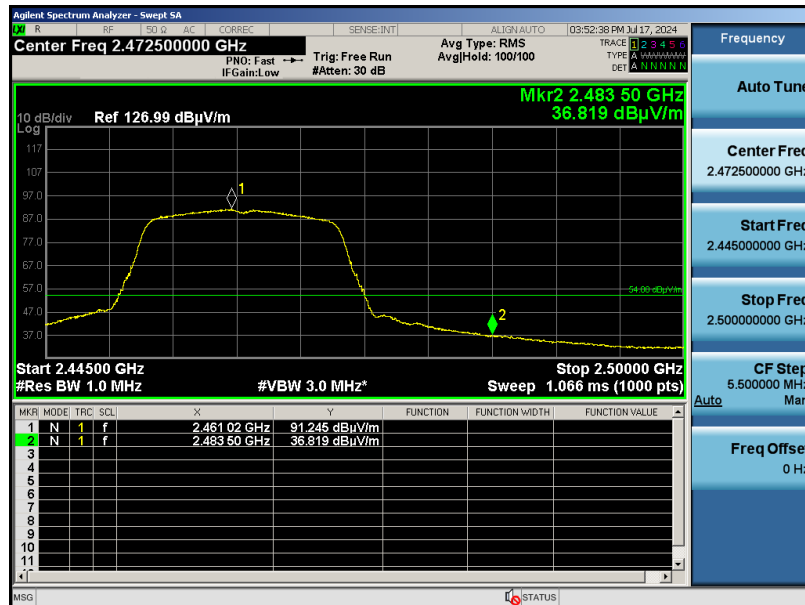 Agilent Spectrum Analyzer - Swept SA
R RF 50 Ω AC CORREC SENSE:INT ALIGN AUTO 03:52:38 PM Jul 17, 2024
Center Freq 2.472500000 GHz
PNO: Fast
IFGain:Low
Trig: Free Run
#Atten: 30 dB
Avg Type: RMS
Avg|Hold: 100/100
TRACE 1 2 3 4 5 6
TYPE A WWWWW
DET A N N N N N
Mkr2 2.483 50 GHz
36.819 dBµV/m
10 dB/div Ref 126.99 dBµV/m
Log
117
107
97.0
87.0
77.0
67.0
57.0
47.0
37.0
1
2
54.00 dBµV/m
Start 2.44500 GHz Stop 2.50000 GHz
#Res BW 1.0 MHz #VBW 3.0 MHz* Sweep 1.066 ms (1000 pts)
MKR MODE TRC SCL X Y FUNCTION FUNCTION WIDTH FUNCTION VALUE
1 N 1 f 2.461 02 GHz 91.245 dBµV/m
2 N 1 f 2.483 50 GHz 36.819 dBµV/m
3
4
5
6
7
8
9
10
11
MSG STATUS
Frequency
Auto Tune
Center Freq
2.472500000 GHz
Start Freq
2.445000000 GHz
Stop Freq
2.500000000 GHz
CF Step
5.500000 MHz
Auto Man
Freq Offset
0 Hz